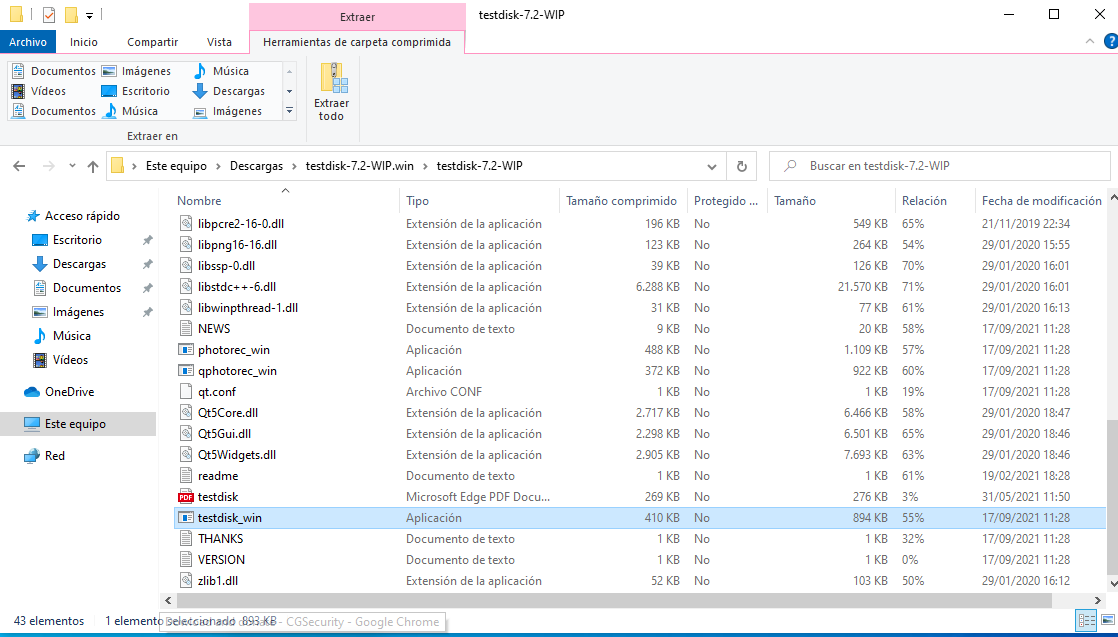 Extraer
testdisk-7.2-WIP
Archivo Inicio Compartir Vista Herramientas de carpeta comprimida
Documentos Imágenes Música
Vídeos Escritorio Descargas
Documentos Música Imágenes
Extraer todo
Extraer en
Este equipo > Descargas > testdisk-7.2-WIP.win > testdisk-7.2-WIP
Buscar en testdisk-7.2-WIP
Acceso rápido
Escritorio
Descargas
Documentos
Imágenes
Música
Vídeos
OneDrive
Este equipo
Red
Nombre Tipo Tamaño comprimido Protegido ... Tamaño Relación Fecha de modificación
libpcre2-16-0.dll Extensión de la aplicación 196 KB No 549 KB 65% 21/11/2019 22:34
libpng16-16.dll Extensión de la aplicación 123 KB No 264 KB 54% 29/01/2020 15:55
libssp-0.dll Extensión de la aplicación 39 KB No 126 KB 70% 29/01/2020 16:01
libstdc++-6.dll Extensión de la aplicación 6.288 KB No 21.570 KB 71% 29/01/2020 16:01
libwinpthread-1.dll Extensión de la aplicación 31 KB No 77 KB 61% 29/01/2020 16:13
NEWS Documento de texto 9 KB No 20 KB 58% 17/09/2021 11:28
photorec_win Aplicación 488 KB No 1.109 KB 57% 17/09/2021 11:28
qphotorec_win Aplicación 372 KB No 922 KB 60% 17/09/2021 11:28
qt.conf Archivo CONF 1 KB No 1 KB 19% 17/09/2021 11:28
Qt5Core.dll Extensión de la aplicación 2.717 KB No 6.466 KB 58% 29/01/2020 18:47
Qt5Gui.dll Extensión de la aplicación 2.298 KB No 6.501 KB 65% 29/01/2020 18:46
Qt5Widgets.dll Extensión de la aplicación 2.905 KB No 7.693 KB 63% 29/01/2020 18:46
readme Documento de texto 1 KB No 1 KB 61% 19/02/2021 18:28
PDF testdisk Microsoft Edge PDF Docu... 269 KB No 276 KB 3% 31/05/2021 11:50
testdisk_win Aplicación 410 KB No 894 KB 55% 17/09/2021 11:28
THANKS Documento de texto 1 KB No 1 KB 32% 17/09/2021 11:28
VERSION Documento de texto 1 KB No 1 KB 0% 17/09/2021 11:28
zlib1.dll Extensión de la aplicación 52 KB No 103 KB 50% 29/01/2020 16:12
43 elementos 1 elemento seleccionado 893 KB
- CGSecurity - Google Chrome